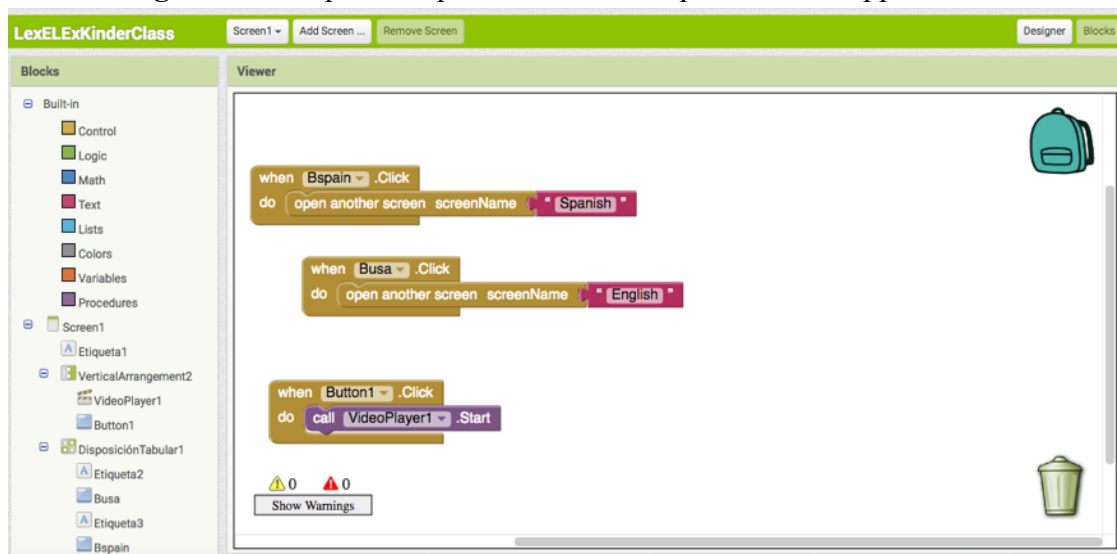 LexELExKinderClass
Screen1 Add Screen ... Remove Screen
Designer Blocks
Blocks
Viewer
Built-in
Control
Logic
Math
Text
Lists
Colors
Variables
Procedures
Screen1
A Etiqueta1
VerticalArrangement2
VideoPlayer1
Button1
DisposiciónTabular1
A Etiqueta2
Busa
A Etiqueta3
Bspain
when Bspain .Click
do open another screen screenName " Spanish "
when Busa .Click
do open another screen screenName " English "
when Button1 .Click
do call VideoPlayer1 .Start
0 0
Show Warnings